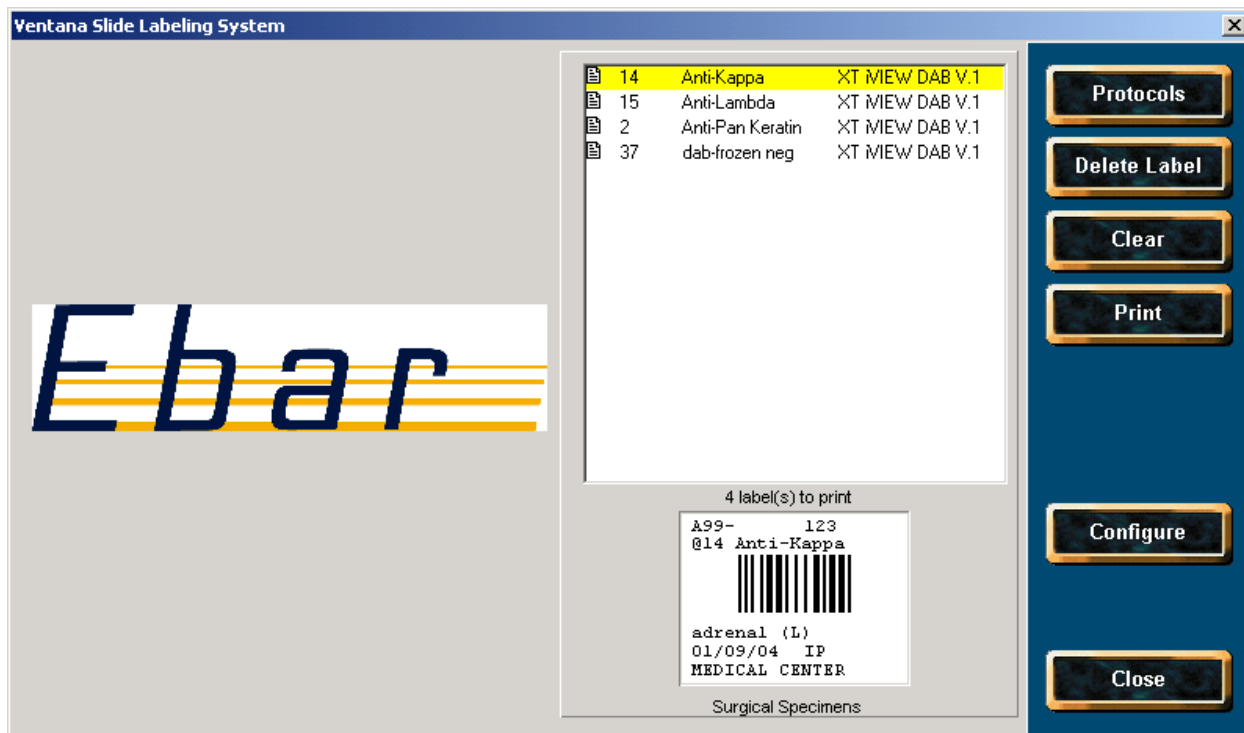 Ventana Slide Labeling System
14 Anti-Kappa XT iVIEW DAB V.1
15 Anti-Lambda XT iVIEW DAB V.1
2 Anti-Pan Keratin XT iVIEW DAB V.1
37 dab-frozen neg XT iVIEW DAB V.1
4 label(s) to print
A99- 123
@14 Anti-Kappa
adrenal (L)
01/09/04 IP
MEDICAL CENTER
Surgical Specimens
Ebar
Protocols
Delete Label
Clear
Print
Configure
Close